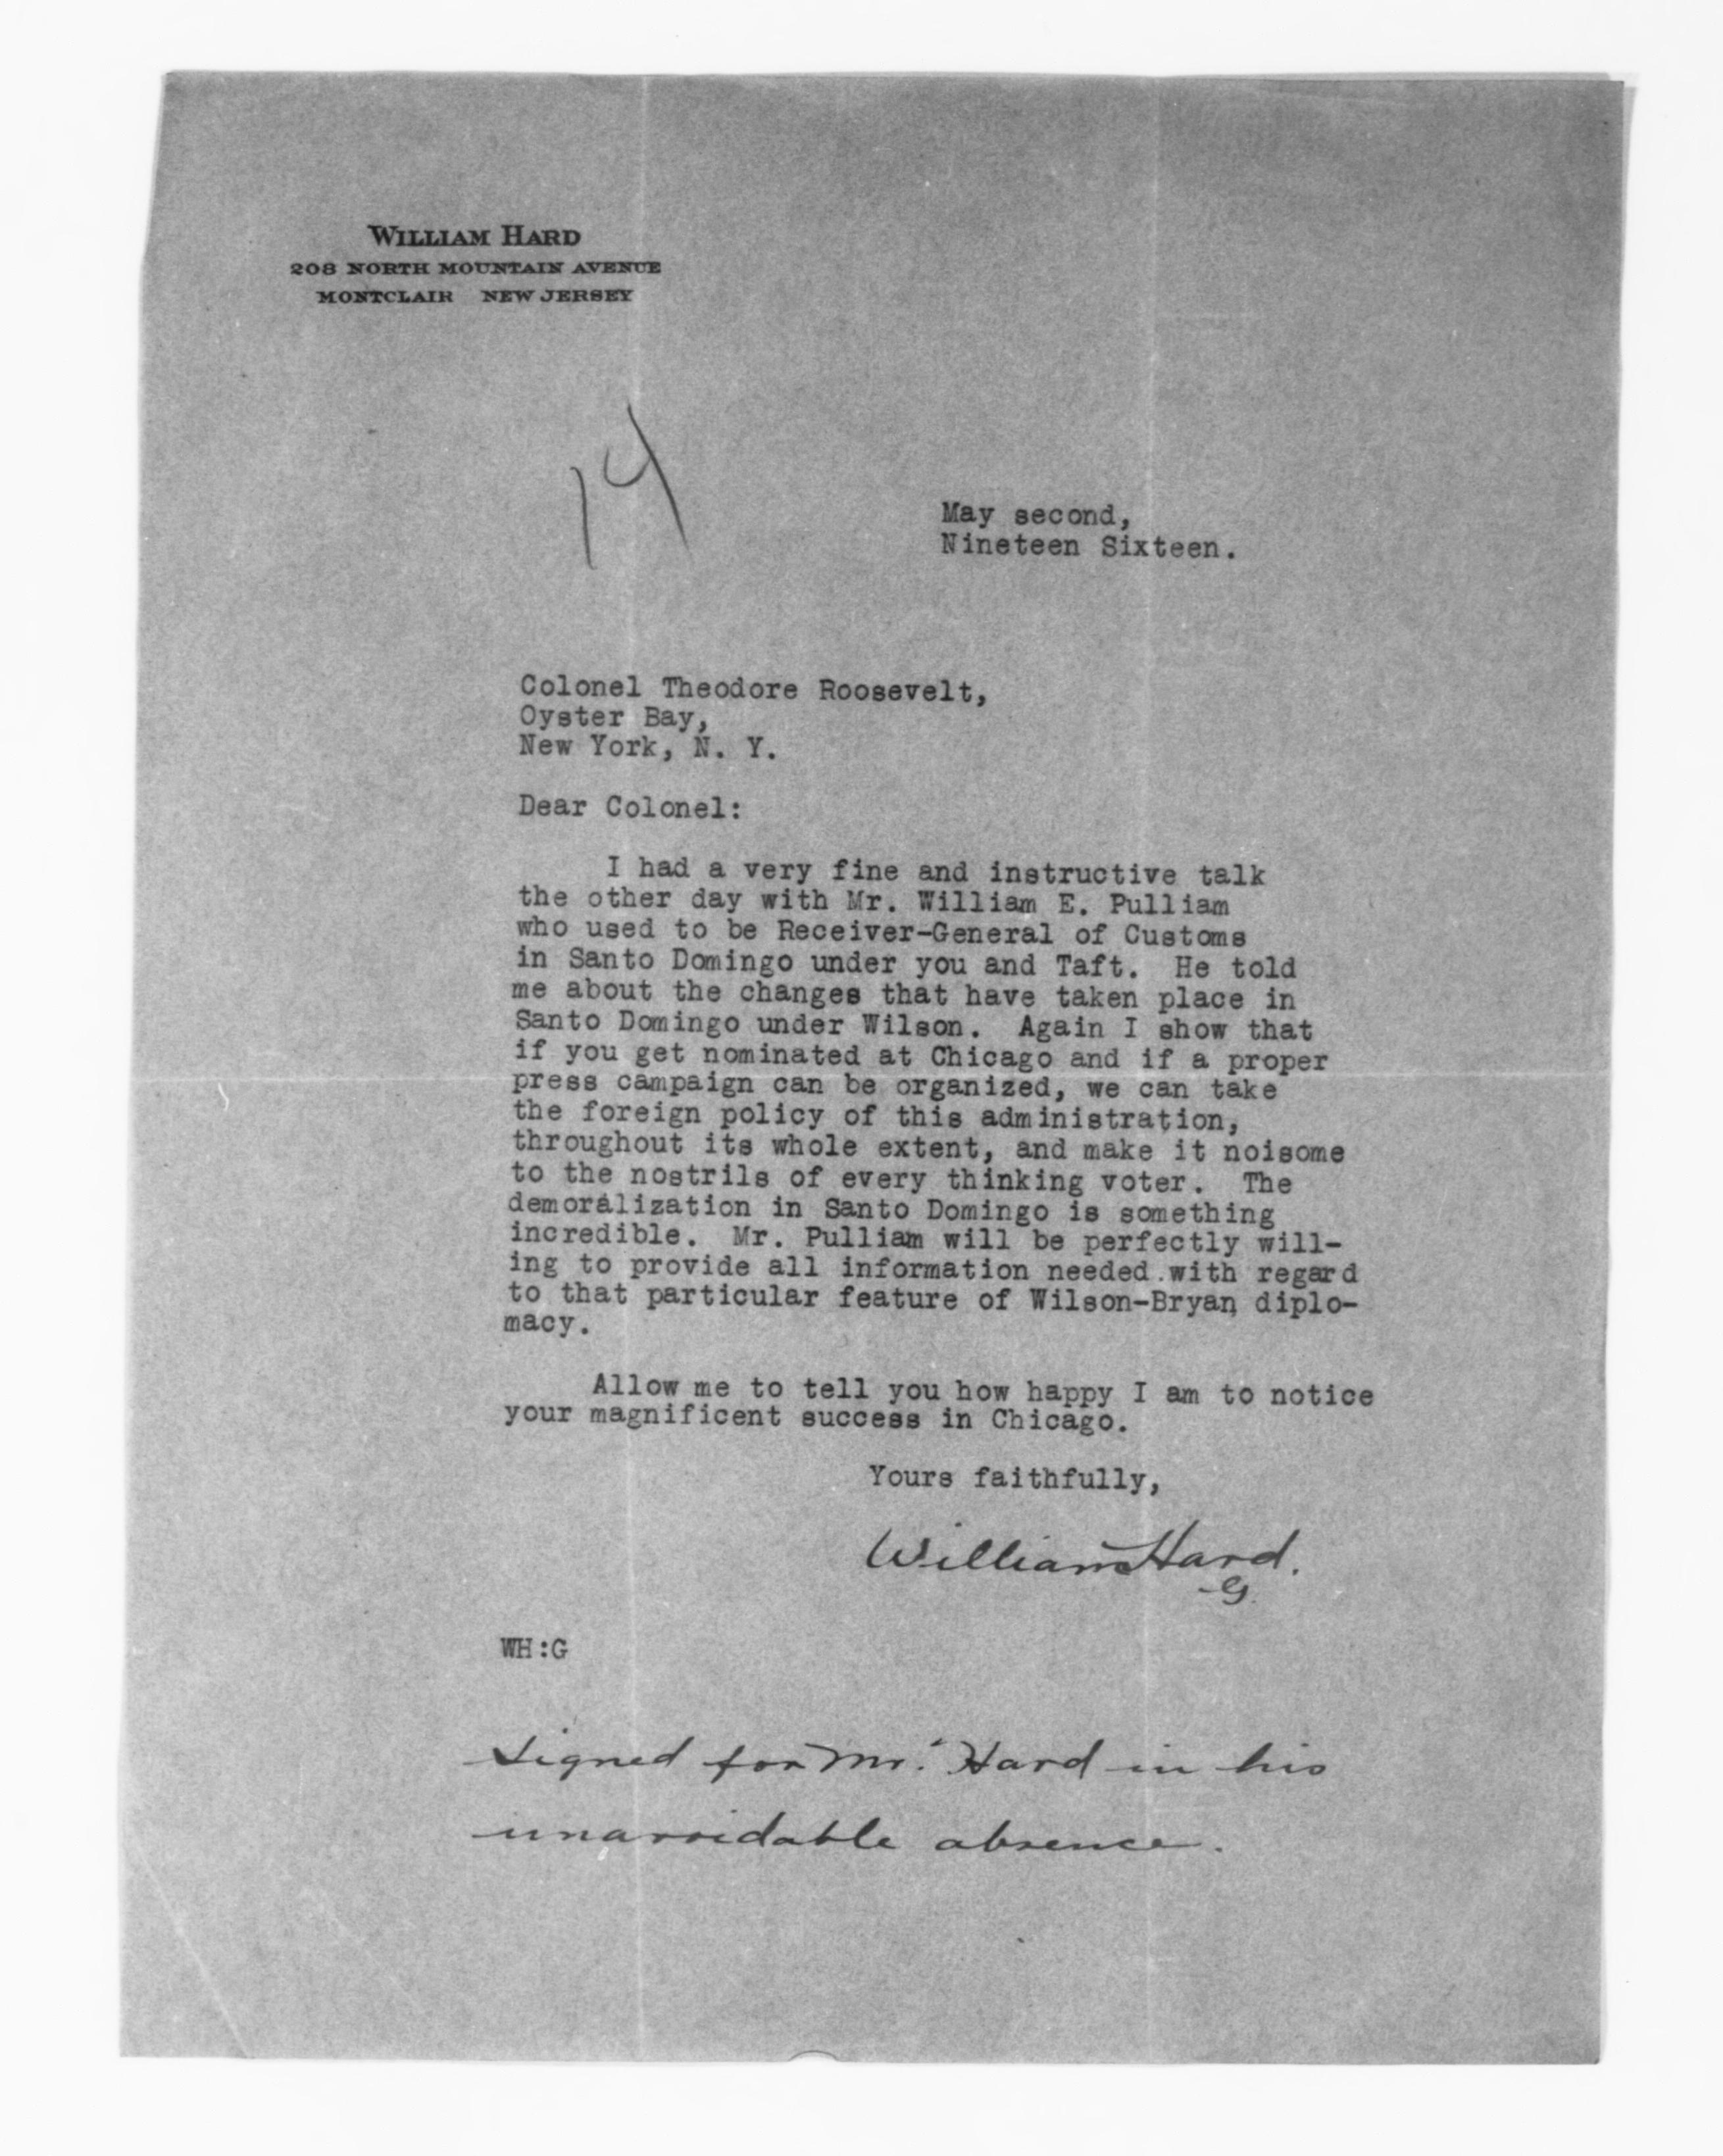 WILLIAM HARD
208 NORTH MOUNTAIN AVENUE
MONTCLAIR NEW JERSEY
14
May second,
Nineteen Sixteen.
Colonel Theodore Roosevelt,
Oyster Bay,
New York, N. Y.
Dear Colonel:
I had a very fine and instructive talk
the other day with Mr. William E. Pulliam
who used to be Receiver-General of Customs
in Santo Domingo under you and Taft. He told
me about the changes that have taken place in
Santo Domingo under Wilson. Again I show that
if you get nominated at Chicago and if a proper
press campaign can be organized, we can take
the foreign policy of this administration,
throughout its whole extent, and make it noisome
to the nostrils of every thinking voter. The
demoralization in Santo Domingo is something
incredible. Mr. Pulliam will be perfectly will-
ing to provide all information needed.with regard
to that particular feature of Wilson-Bryan diplo-
macy.
Allow me to tell you how happy I am to notice
your magnificent success in Chicago.
Yours faithfully,
William Hard.
G.
WH:G
Signed for Mr. Hard in his
unavoidable absence.